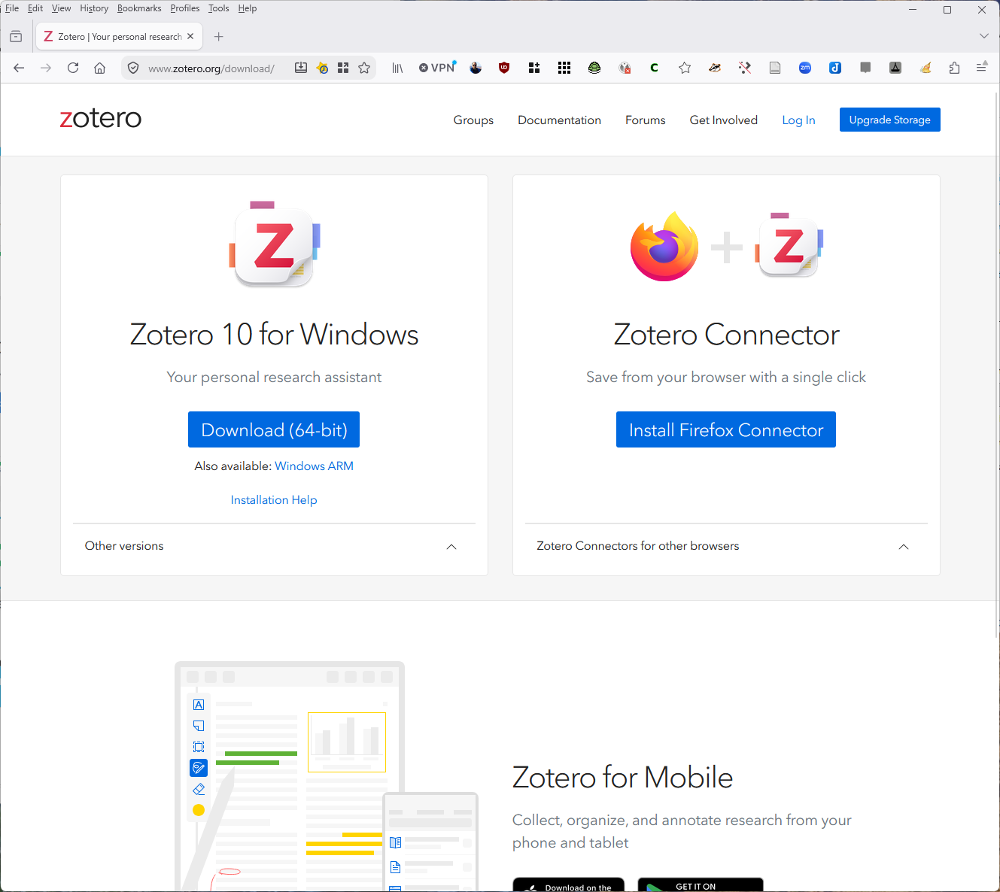 File Edit View History Bookmarks Profiles Tools Help
Zotero | Your personal research
VPN
www.zotero.org/download/
zotero
Groups Documentation Forums Get Involved Log In Upgrade Storage
Zotero 10 for Windows
Your personal research assistant
Download (64-bit)
Also available: Windows ARM
Installation Help
Other versions
Zotero Connector
Save from your browser with a single click
Install Firefox Connector
Zotero Connectors for other browsers
Zotero for Mobile
Collect, organize, and annotate research from your
phone and tablet
Download on the
GET IT ON